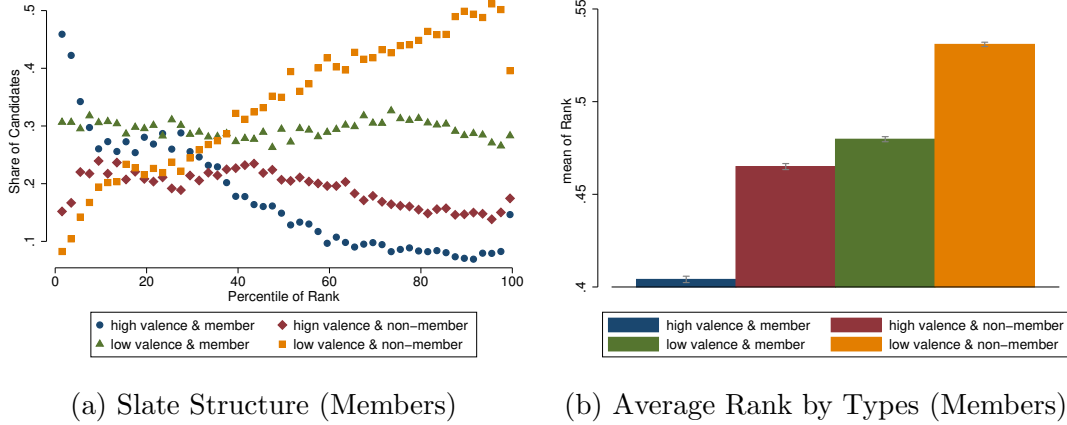 .5
.4
.3
.2
.1
Share of Candidates
0
20
40
60
80
100
Percentile of Rank
high valence & member
high valence & non-member
low valence & member
low valence & non-member
(a) Slate Structure (Members)
.55
.5
.45
.4
mean of Rank
high valence & member
high valence & non-member
low valence & member
low valence & non-member
(b) Average Rank by Types (Members)